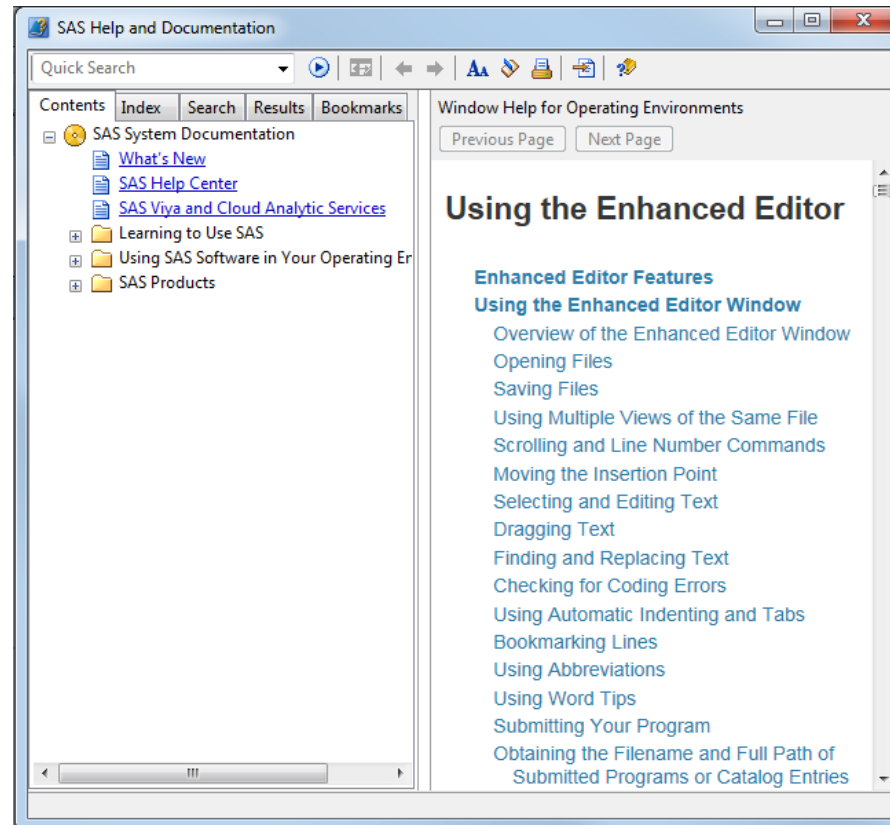 SAS Help and Documentation
Quick Search
Contents Index Search Results Bookmarks
SAS System Documentation
What's New
SAS Help Center
SAS Viya and Cloud Analytic Services
Learning to Use SAS
Using SAS Software in Your Operating Er
SAS Products
Window Help for Operating Environments
Previous Page Next Page
Using the Enhanced Editor
Enhanced Editor Features
Using the Enhanced Editor Window
Overview of the Enhanced Editor Window
Opening Files
Saving Files
Using Multiple Views of the Same File
Scrolling and Line Number Commands
Moving the Insertion Point
Selecting and Editing Text
Dragging Text
Finding and Replacing Text
Checking for Coding Errors
Using Automatic Indenting and Tabs
Bookmarking Lines
Using Abbreviations
Using Word Tips
Submitting Your Program
Obtaining the Filename and Full Path of
Submitted Programs or Catalog Entries